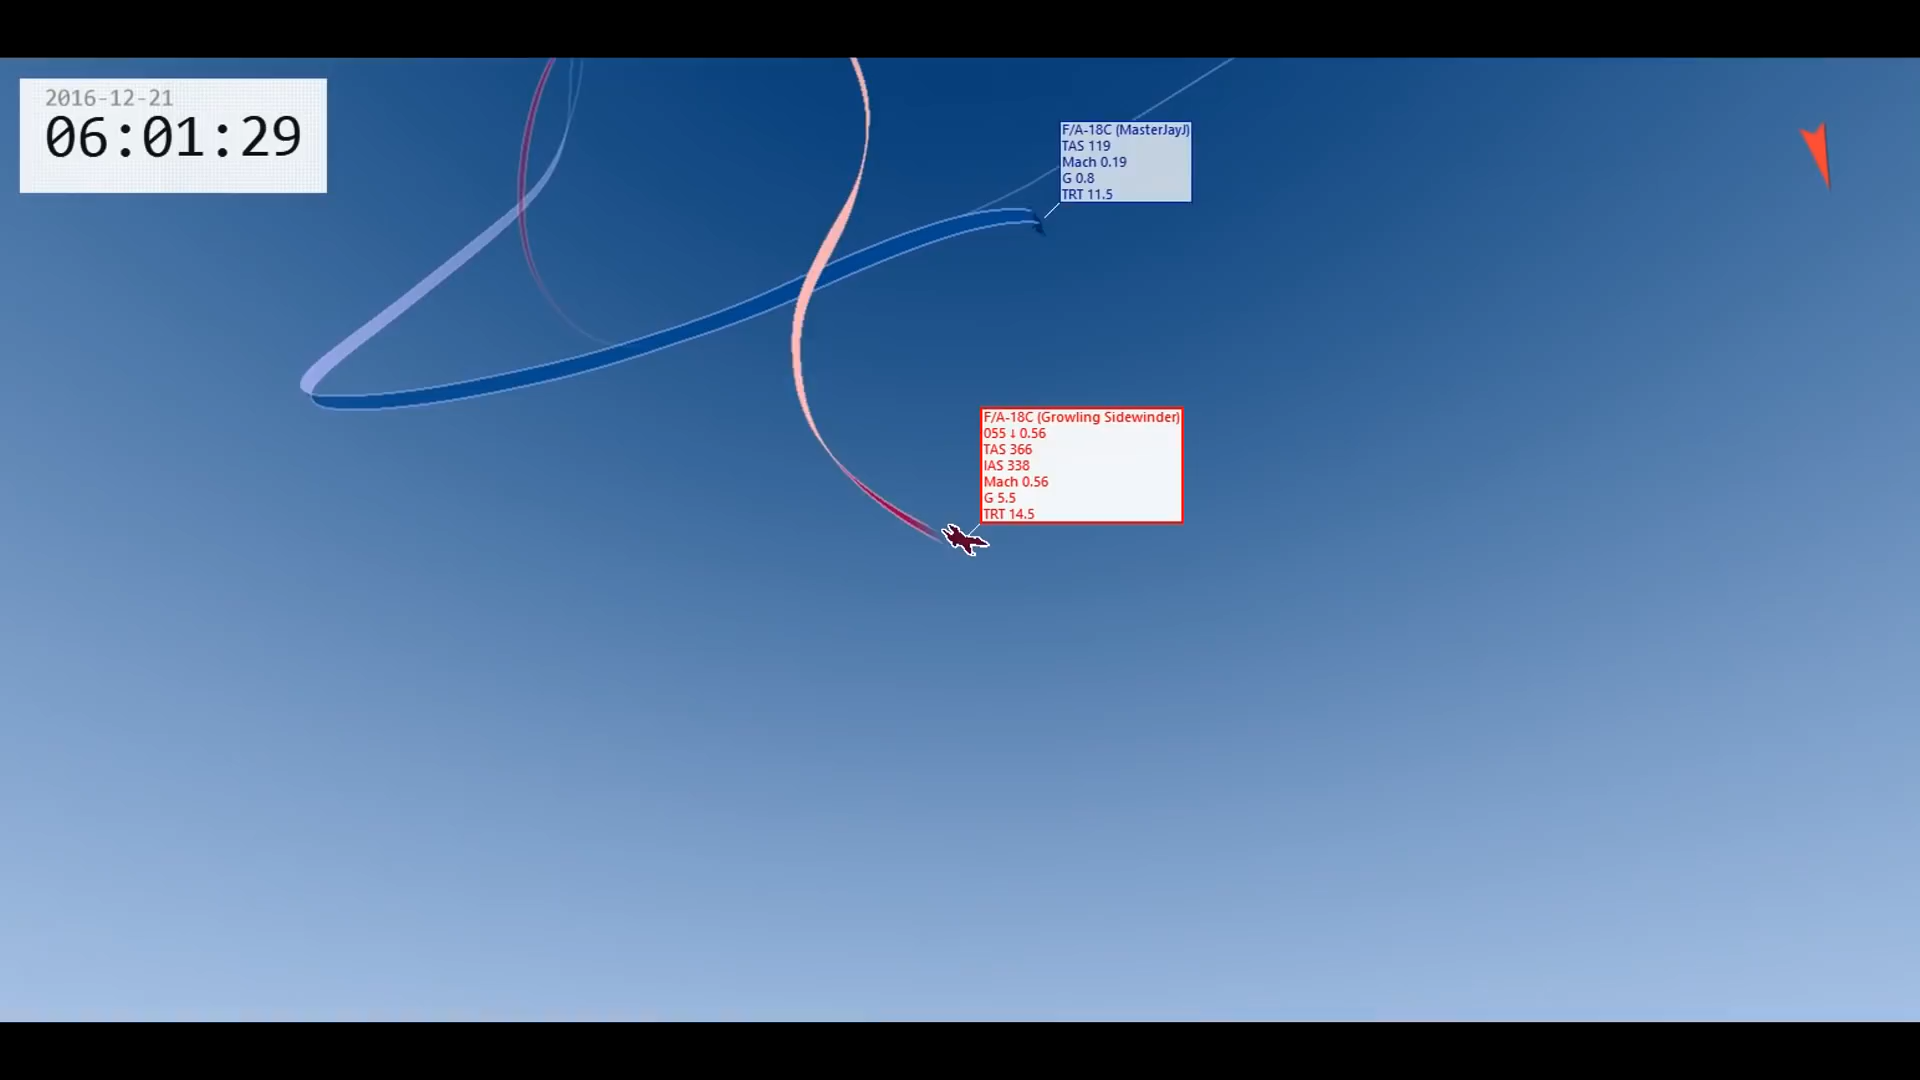 2016-12-21
06:01:29
F/A-18C (MasterJayJ)
TAS 119
Mach 0.19
G 0.8
TRT 11.5
F/A-18C (Growling Sidewinder)
055 ↓ 0.56
TAS 366
IAS 338
Mach 0.56
G 5.5
TRT 14.5